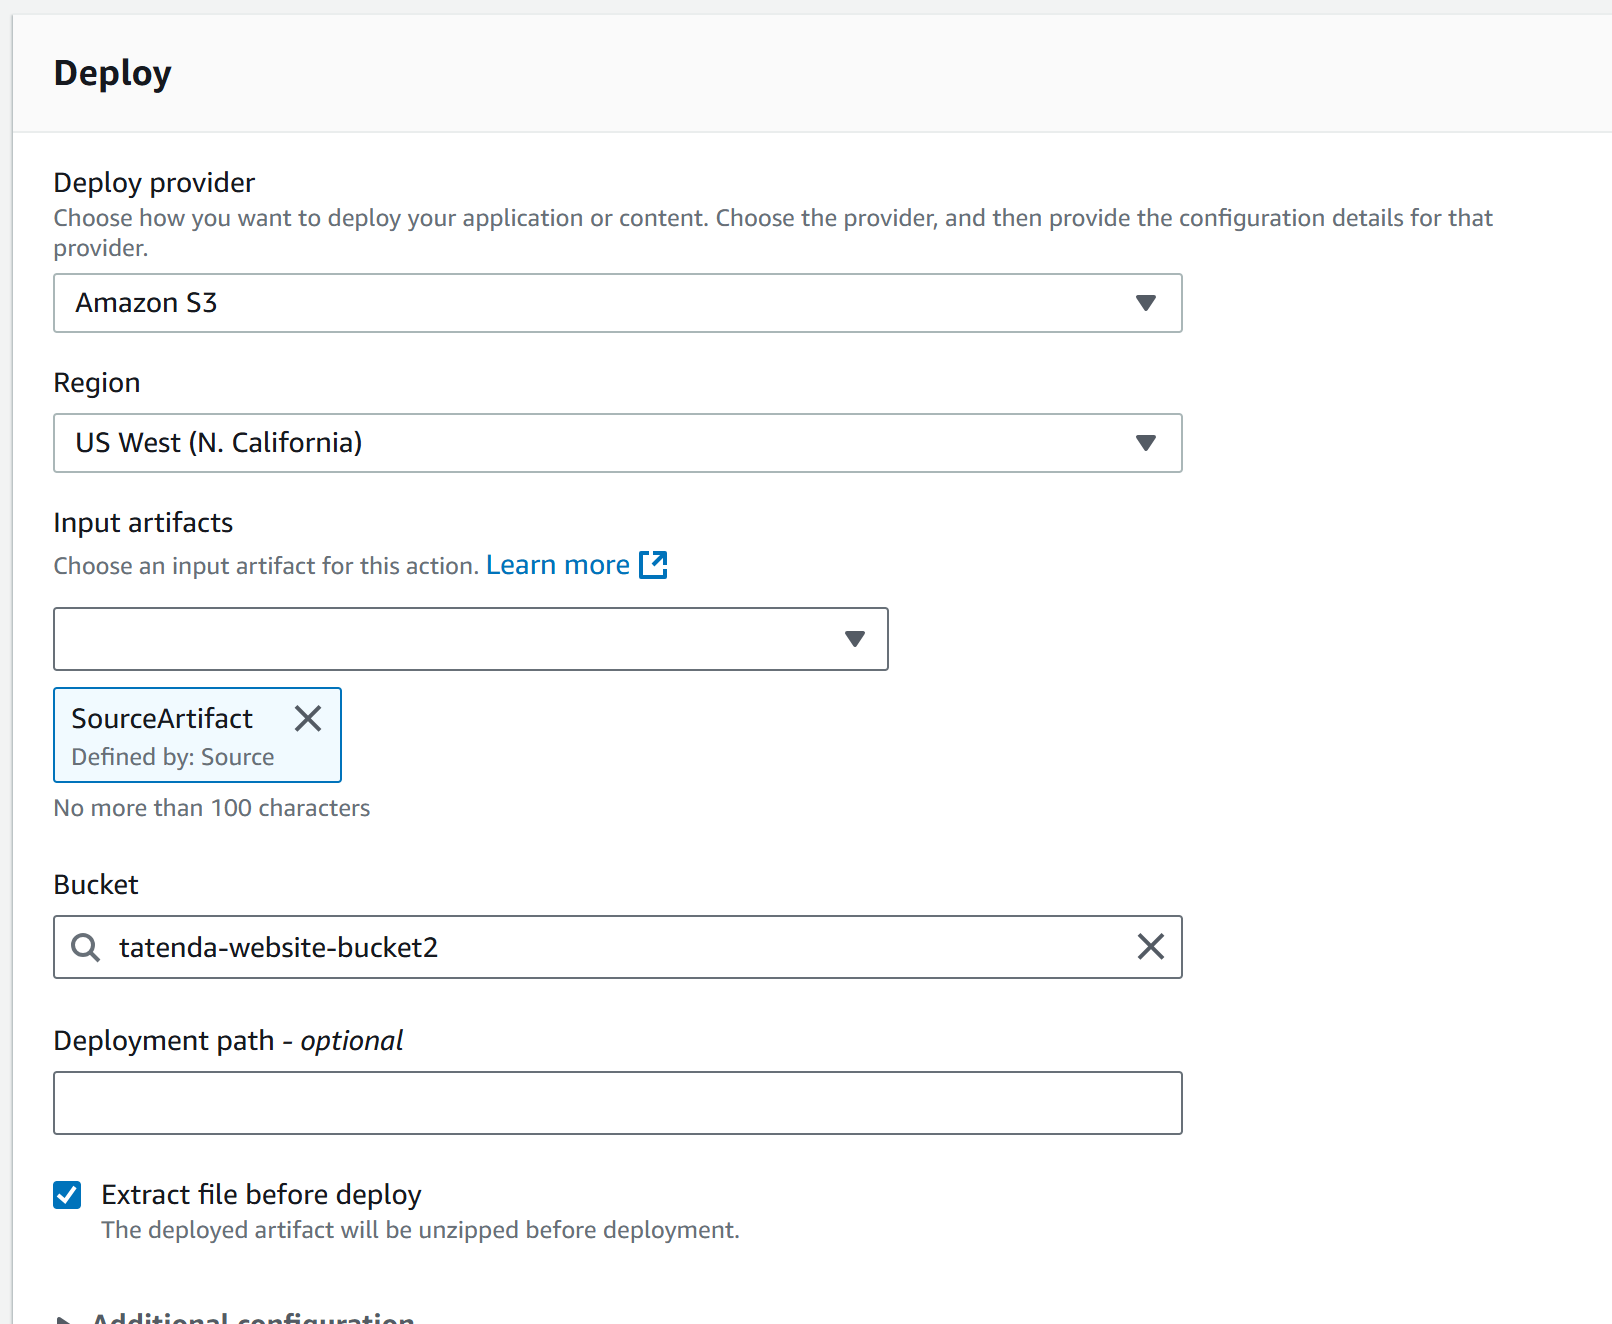 Deploy
Deploy provider
Choose how you want to deploy your application or content. Choose the provider, and then provide the configuration details for that
provider.
Amazon S3
Region
US West (N. California)
Input artifacts
Choose an input artifact for this action. Learn more
SourceArtifact
Defined by: Source
No more than 100 characters
Bucket
tatenda-website-bucket2
Deployment path - optional
Extract file before deploy
The deployed artifact will be unzipped before deployment.
Additional configuration